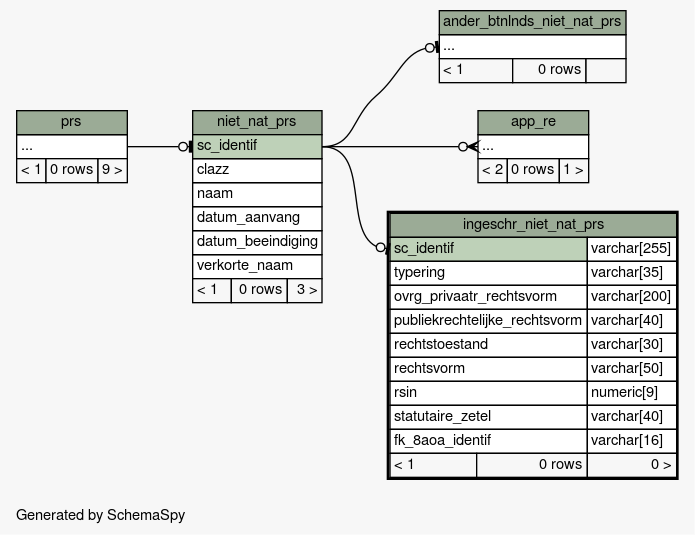 ander_btnlnds_niet_nat_prs
...
< 1 0 rows
prs
...
< 1 0 rows 9 >
niet_nat_prs
sc_identif
clazz
naam
datum_aanvang
datum_beeindiging
verkorte_naam
< 1 0 rows 3 >
app_re
...
< 2 0 rows 1 >
ingeschr_niet_nat_prs
sc_identif varchar[255]
typering varchar[35]
ovrg_privaatr_rechtsvorm varchar[200]
publiekrechtelijke_rechtsvorm varchar[40]
rechtstoestand varchar[30]
rechtsvorm varchar[50]
rsin numeric[9]
statutaire_zetel varchar[40]
fk_8aoa_identif varchar[16]
< 1 0 rows 0 >
Generated by SchemaSpy